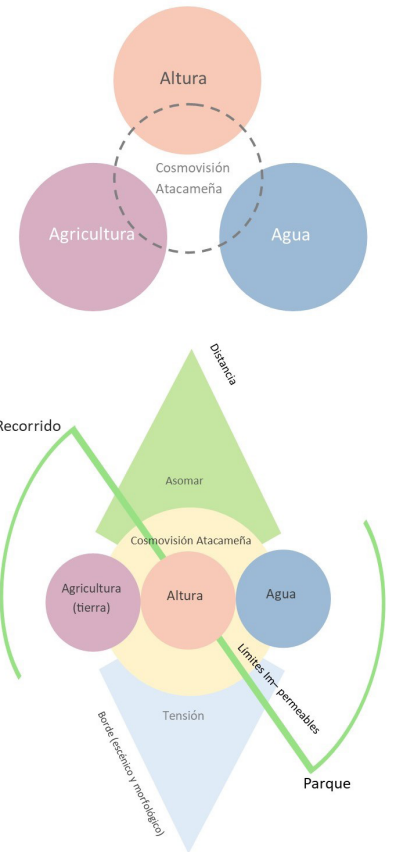 Altura
Cosmovisión
Atacameña
Agricultura
Agua
Distancia
Recorrido
Asomar
Cosmovisión Atacameña
Agricultura
(tierra)
Altura
Agua
Límites Im– permeables
Tensión
Borde (escénico y morfológico)
Parque